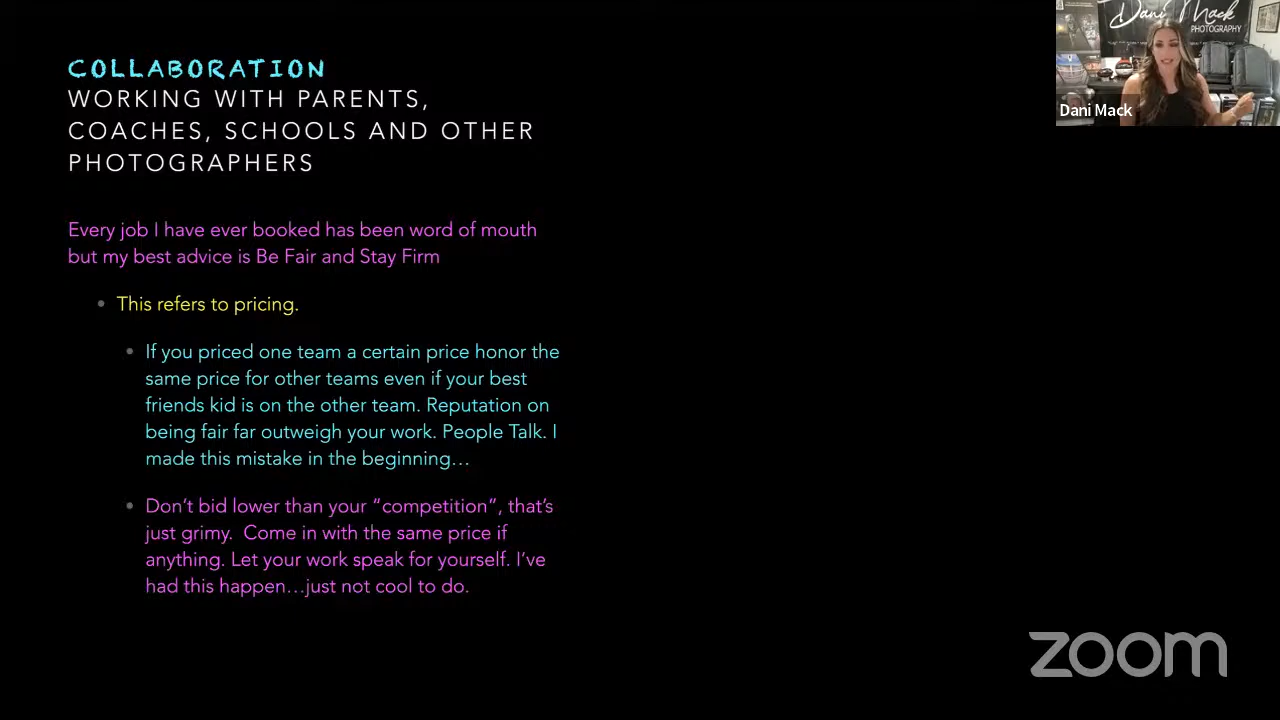 COLLABORATION
WORKING WITH PARENTS,
COACHES, SCHOOLS AND OTHER
PHOTOGRAPHERS
Every job I have ever booked has been word of mouth
but my best advice is Be Fair and Stay Firm
• This refers to pricing.
• If you priced one team a certain price honor the
same price for other teams even if your best
friends kid is on the other team. Reputation on
being fair far outweigh your work. People Talk. I
made this mistake in the beginning…
• Don’t bid lower than your “competition”, that’s
just grimy.  Come in with the same price if
anything. Let your work speak for yourself. I’ve
had this happen…just not cool to do.
Dani Mack
PHOTOGRAPHY
Dani Mack
zoom